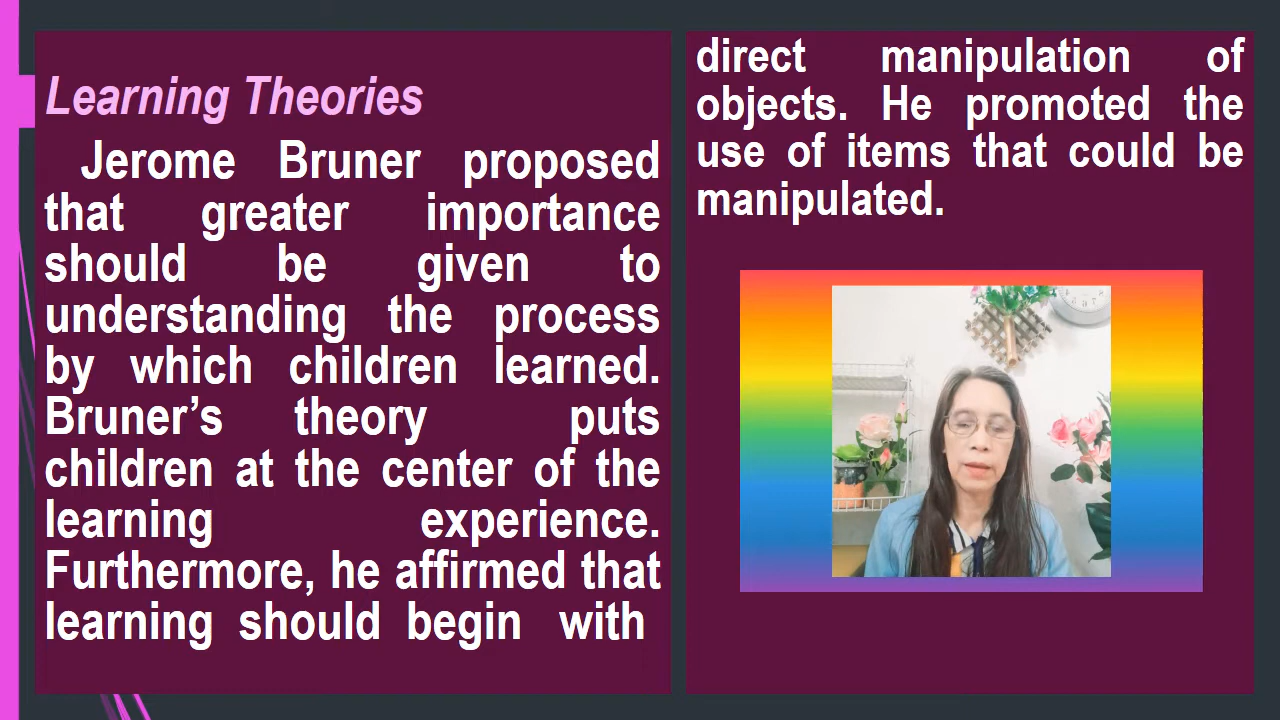 Learning Theories
Jerome Bruner proposed
that greater importance
should be given to
understanding the process
by which children learned.
Bruner’s theory puts
children at the center of the
learning experience.
Furthermore, he affirmed that
learning should begin with
direct manipulation of
objects. He promoted the
use of items that could be
manipulated.